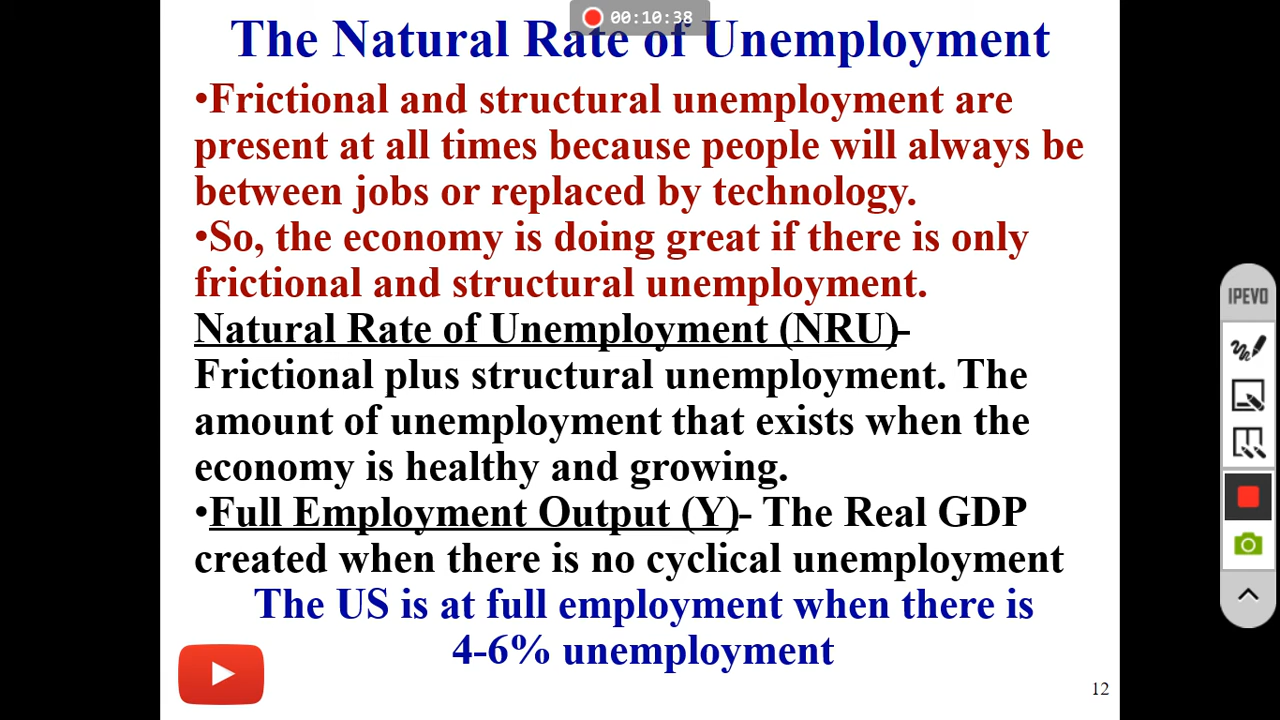 00:10:38
The Natural Rate of Unemployment
•Frictional and structural unemployment are
present at all times because people will always be
between jobs or replaced by technology.
•So, the economy is doing great if there is only
frictional and structural unemployment.
Natural Rate of Unemployment (NRU)-
Frictional plus structural unemployment. The
amount of unemployment that exists when the
economy is healthy and growing.
•Full Employment Output (Y)- The Real GDP
created when there is no cyclical unemployment
The US is at full employment when there is
4-6% unemployment
12
IPEVO